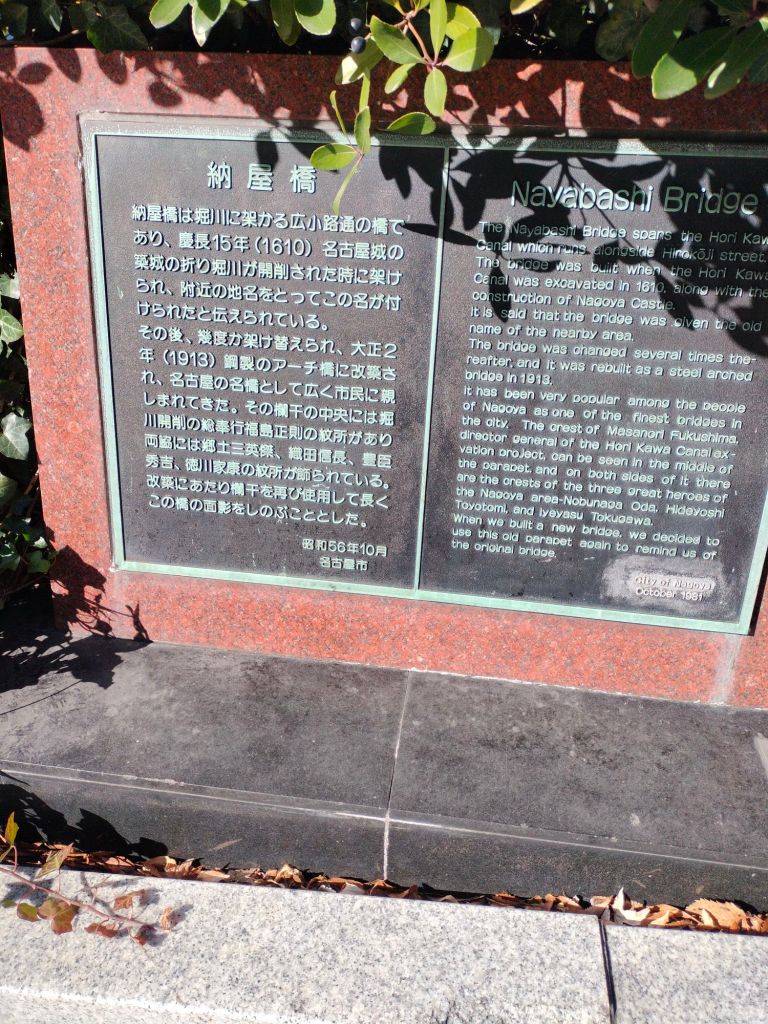 納屋橋
納屋橋は堀川に架かる広小路通の橋で
あり、慶長15年(1610)名古屋城の
築城の折り堀川が開削された時に架け
られ、附近の地名をとってこの名が付
けられたと伝えられている。
その後、幾度か架け替えられ、大正2
年(1913)鋼製のアーチ橋に改築さ
れ、名古屋の名橋として広く市民に親
しまれてきた。その欄干の中央には堀
川開削の総奉行福島正則の紋所があり
両脇には郷土三英傑、織田信長、豊臣
秀吉、徳川家康の紋所が飾られている。
改築にあたり欄干を再び使用して長く
この橋の面影をしのぶこととした。
昭和56年10月
名古屋市
Nayabashi Bridge
The Nayabashi Bridge spans the Hori Kaw
Canal which runs alongside Hirokōji street.
The bridge was built when the Hori Kawa
Canal was excavated in 1610, along with the
construction of Nagoya Castle.
It is said that the bridge was given the old
name of the nearby area.
The bridge was changed several times the-
reafter, and it was rebuilt as a steel arched
bridge in 1913.
It has been very popular among the people
of Nagoya as one of the finest bridges in
the city. The crest of Masanori Fukushima,
director general of the Hori Kawa Canal ex-
vation project, can be seen in the middle of
the parapet, and on both sides of it there
are the crests of the three great heroes of
the Nagoya area-Nobunaga Oda, Hideyoshi
Toyotomi, and Iyeyasu Tokugawa.
When we built a new bridge, we decided to
use this old parapet again to remind us of
the original bridge.
City of Nagoya
October 1981